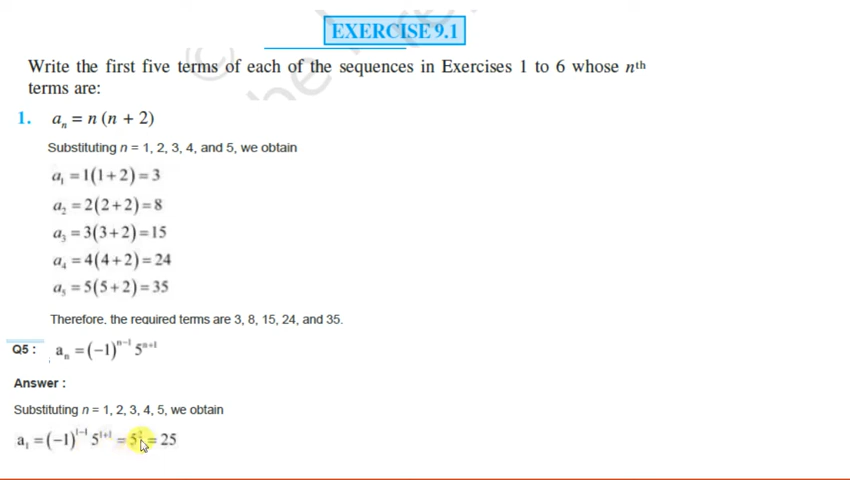 EXERCISE 9.1
Write the first five terms of each of the sequences in Exercises 1 to 6 whose nᵗʰ
terms are:
1. aₙ = n (n + 2)
Substituting n = 1, 2, 3, 4, and 5, we obtain
a₁ = 1(1+2) = 3
a₂ = 2(2+2) = 8
a₃ = 3(3+2) = 15
a₄ = 4(4+2) = 24
a₅ = 5(5+2) = 35
Therefore, the required terms are 3, 8, 15, 24, and 35.
Q5 : aₙ = (−1)ⁿ⁻¹ 5ⁿ⁺¹
Answer :
Substituting n = 1, 2, 3, 4, 5, we obtain
a₁ = (−1)¹⁻¹ 5¹⁺¹ = 5² = 25